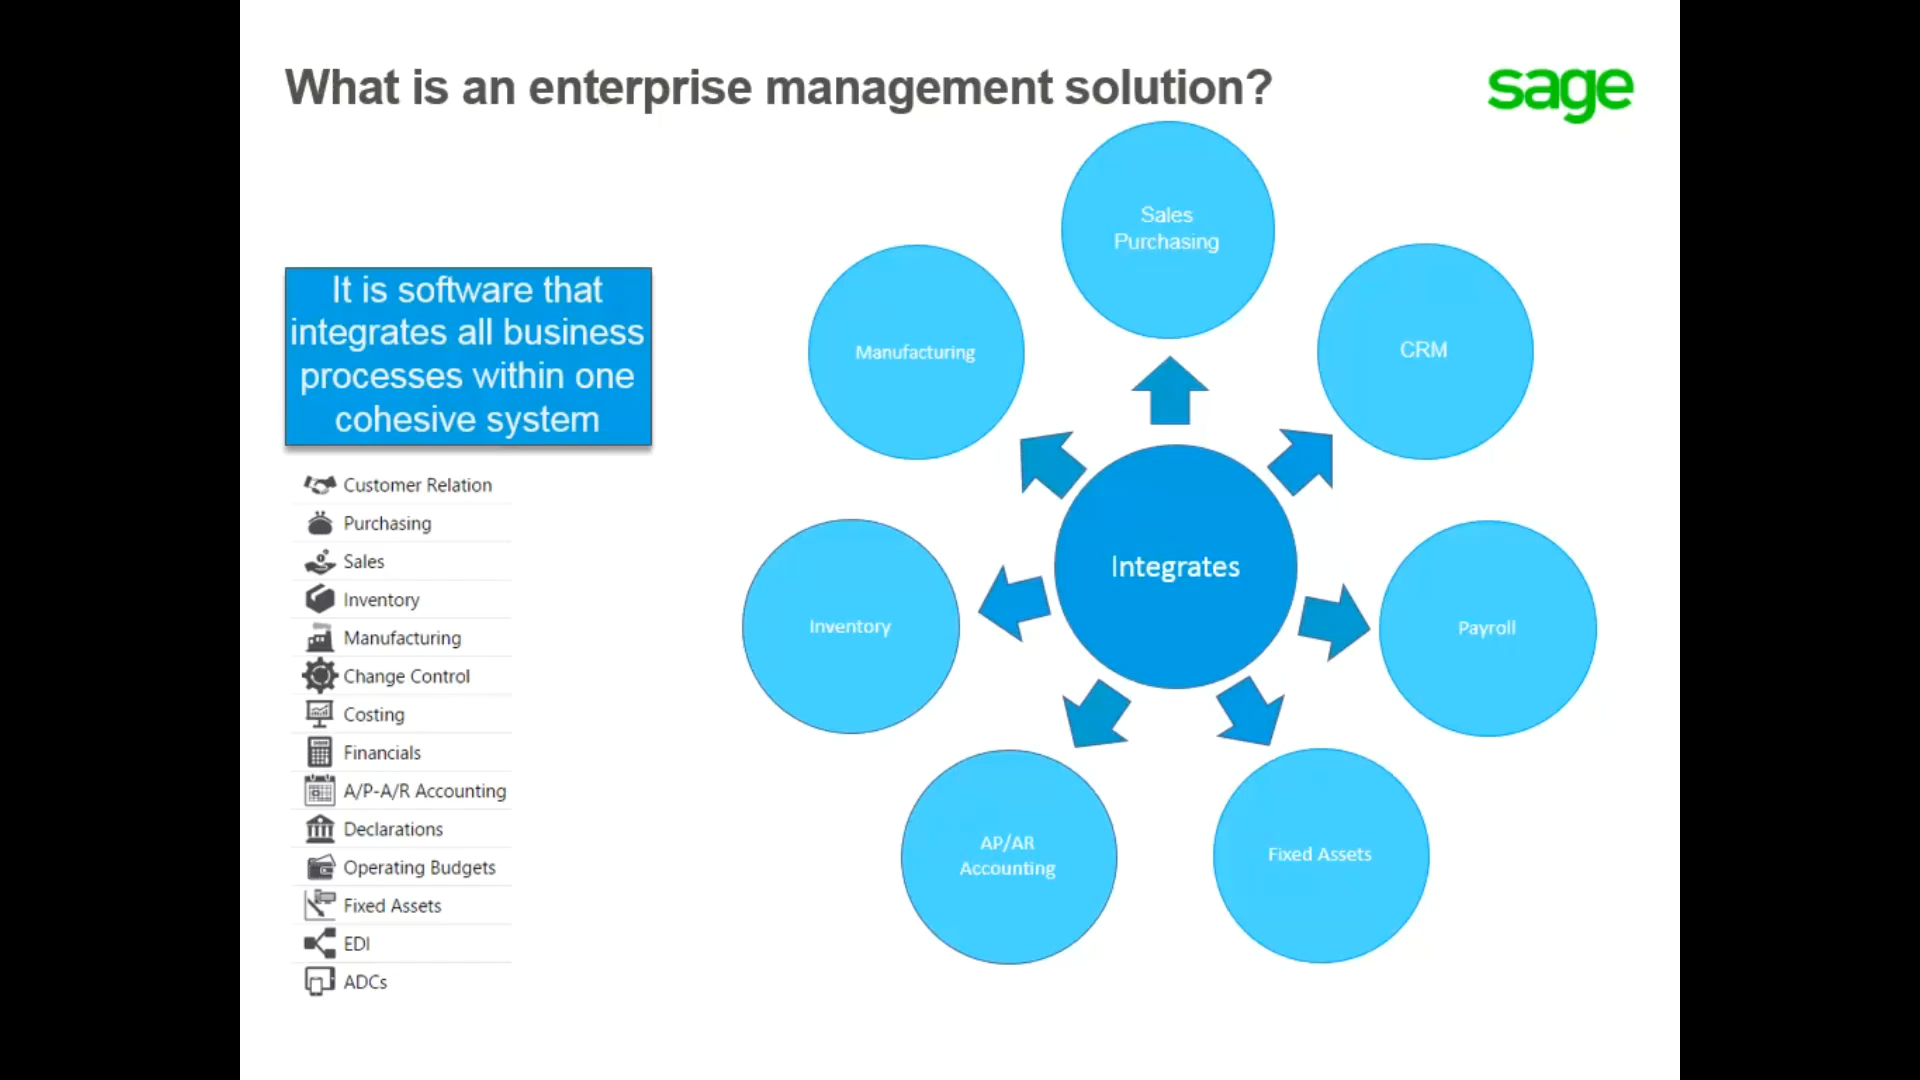 What is an enterprise management solution?
sage
It is software that
integrates all business
processes within one
cohesive system
Customer Relation
Purchasing
Sales
Inventory
Manufacturing
Change Control
Costing
Financials
A/P-A/R Accounting
Declarations
Operating Budgets
Fixed Assets
EDI
ADCs
Sales
Purchasing
Manufacturing
CRM
Integrates
Inventory
Payroll
AP/AR
Accounting
Fixed Assets